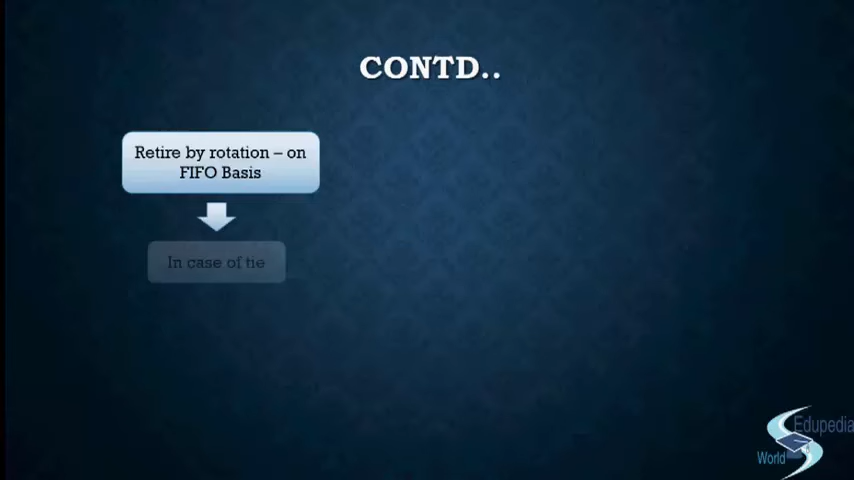 CONTD..
Retire by rotation – on
FIFO Basis
In case of tie
Edupedia
World